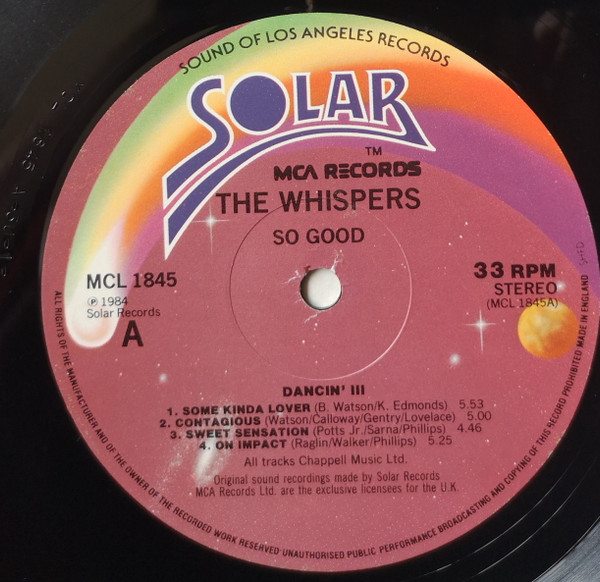 SOUND OF LOS ANGELES RECORDS
SOLAR
TM
MCA RECORDS
THE WHISPERS
SO GOOD
MCL 1845
℗ 1984
Solar Records
A
33 RPM
STEREO
(MCL 1845A)
DANCIN' III
1. SOME KINDA LOVER (B. Watson/K. Edmonds) 5.53
2. CONTAGIOUS (Watson/Calloway/Gentry/Lovelace) 5.00
3. SWEET SENSATION (Potts Jr./Sarna/Phillips) 4.46
4. ON IMPACT (Raglin/Walker/Phillips) 5.25
All tracks Chappell Music Ltd.
Original sound recordings made by Solar Records
MCA Records Ltd. are the exclusive licensees for the U.K.
ALL RIGHTS OF THE MANUFACTURER AND OF THE OWNER OF THE RECORDED WORK RESERVED UNAUTHORISED PUBLIC PERFORMANCE BROADCASTING AND COPYING OF THIS RECORD PROHIBITED MADE IN ENGLAND